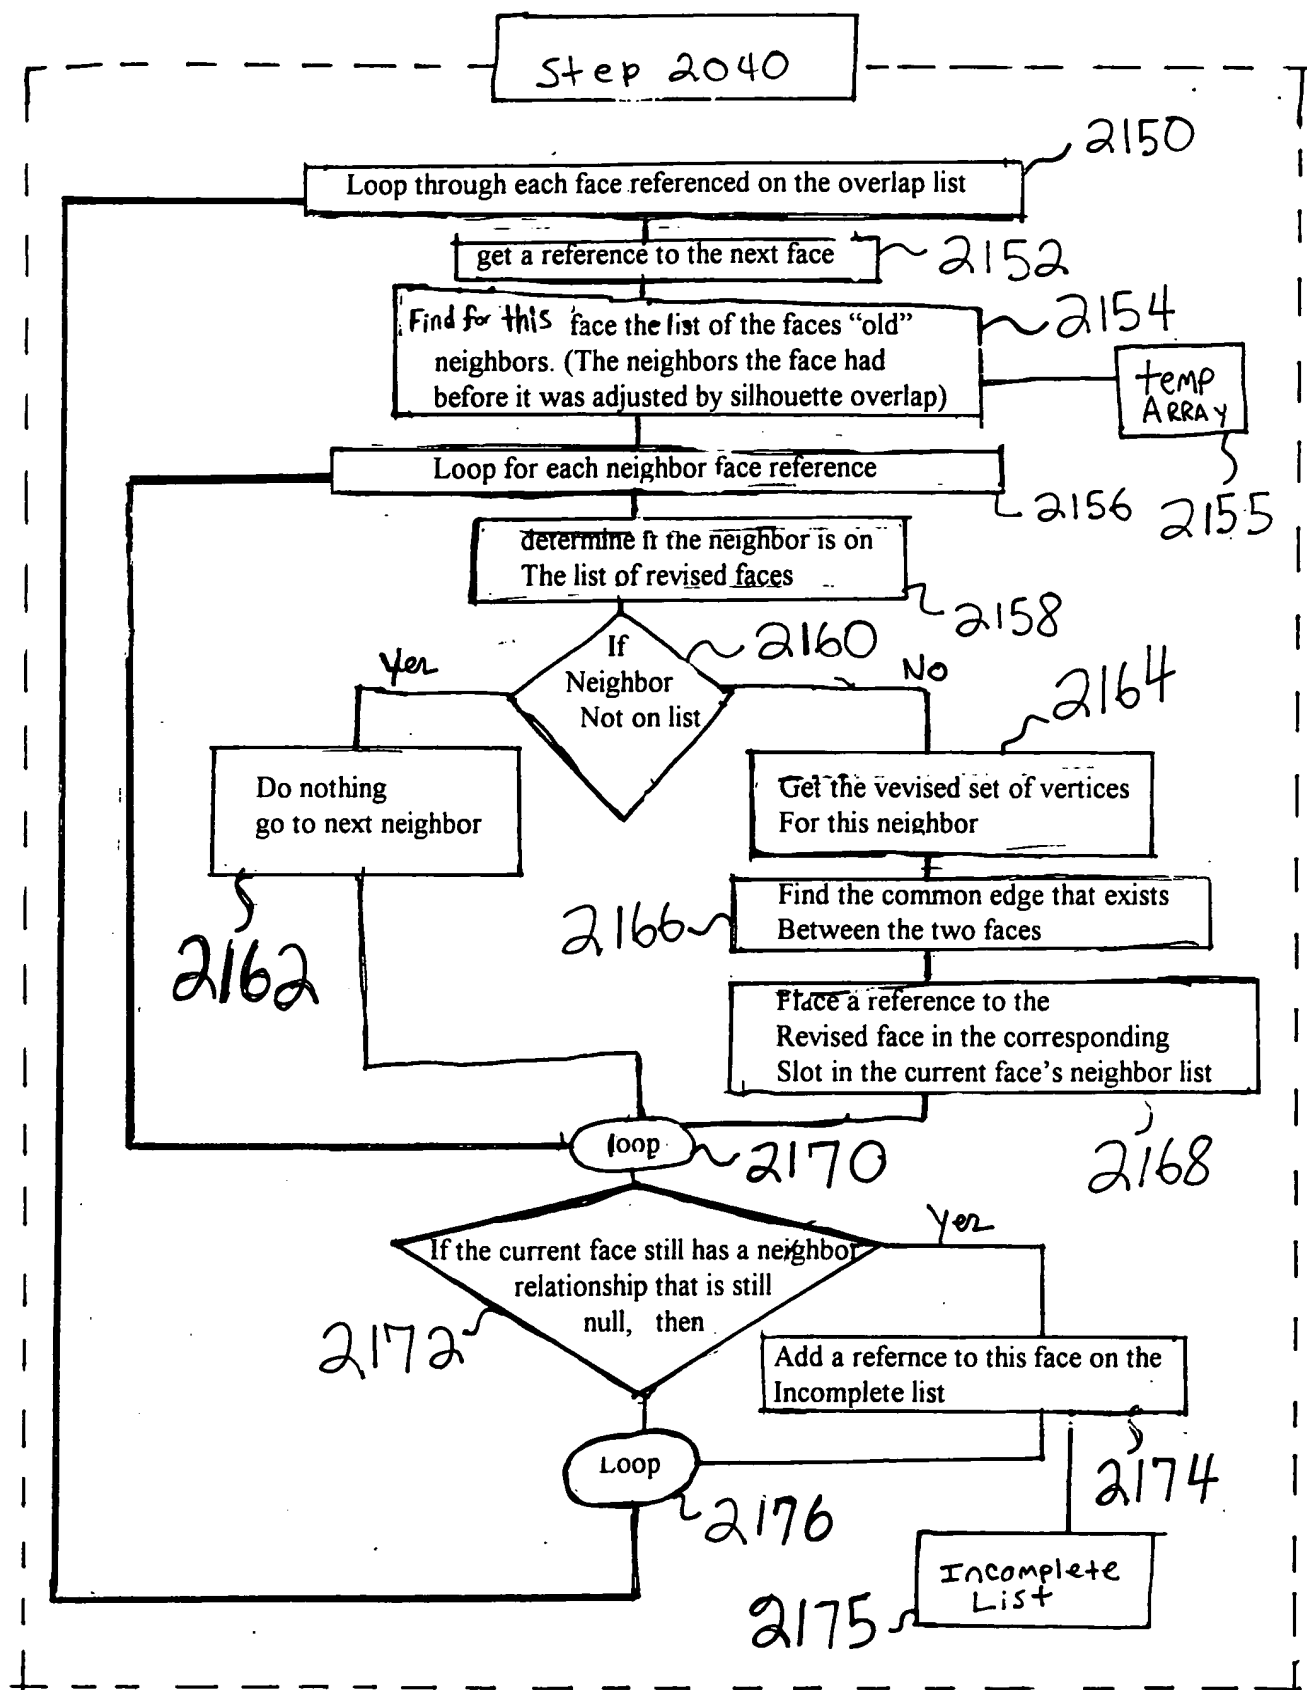 Step 2040
2150
Loop through each face referenced on the overlap list
get a reference to the next face
2152
Find for this face the list of the faces "old"
neighbors. (The neighbors the face had
before it was adjusted by silhouette overlap)
2154
temp
ARRAY
2155
Loop for each neighbor face reference
2156
determine if the neighbor is on
The list of revised faces
2158
2160
If
Neighbor
Not on list
Yes
No
2164
Do nothing
go to next neighbor
2162
Get the vevised set of vertices
For this neighbor
Find the common edge that exists
Between the two faces
2166
Place a reference to the
Revised face in the corresponding
Slot in the current face's neighbor list
2168
loop
2170
If the current face still has a neighbor
relationship that is still
null, then
2172
Yes
Add a refernce to this face on the
Incomplete list
2174
Loop
2176
Incomplete
List
2175